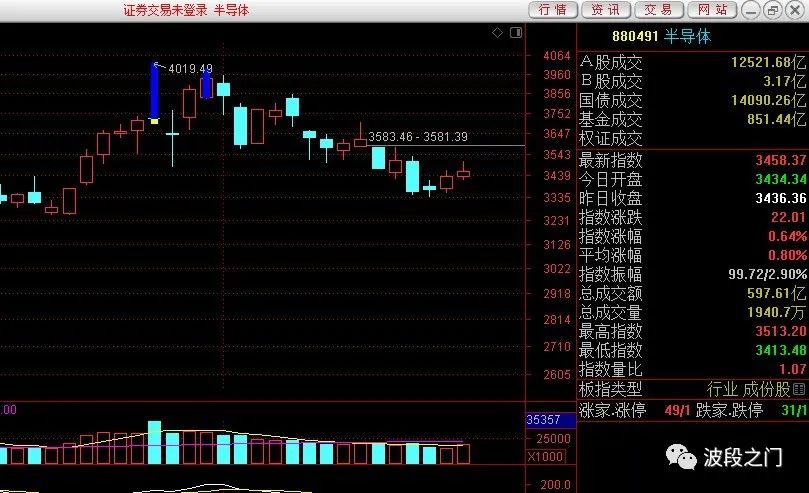 证券交易未登录 半导体
行情 资讯 交易 网站
880491 半导体
A股成交 12521.68亿
B股成交 3.17亿
国债成交 14090.26亿
基金成交 851.44亿
权证成交
最新指数 3458.37
今日开盘 3434.34
昨日收盘 3436.36
指数涨跌 22.01
指数涨幅 0.64%
平均涨幅 0.80%
指数振幅 99.72/2.90%
总成交额 597.61亿
总成交量 1940.7万
最高指数 3513.20
最低指数 3413.48
指数量比 1.07
板指类型 行业 成份股
涨家.涨停 49/1 跌家.跌停 31/1
4019.49
3583.46 - 3581.39
4064
3960
3856
3752
3647
3543
3439
3335
3231
3126
3022
2918
2814
2710
2605
.00
35357
25000
X1000
200.0
波段之门